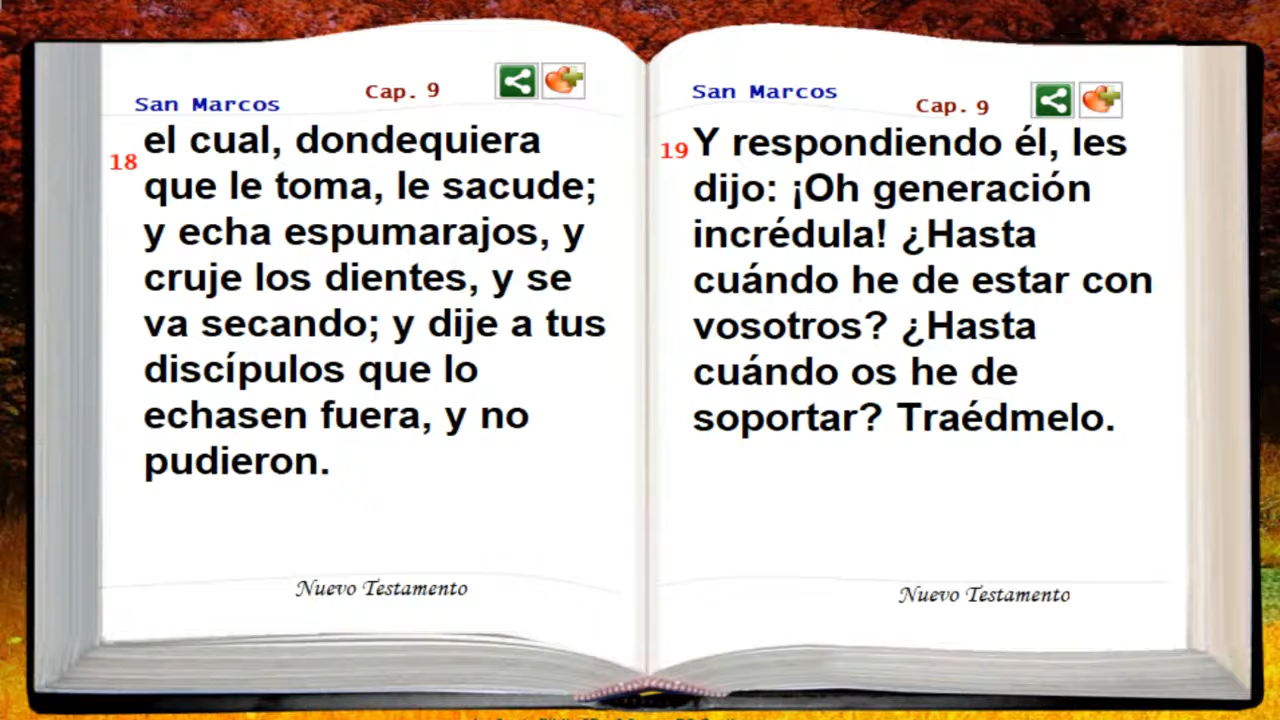 San Marcos
Cap. 9
18
el cual, dondequiera
que le toma, le sacude;
y echa espumarajos, y
cruje los dientes, y se
va secando; y dije a tus
discípulos que lo
echasen fuera, y no
pudieron.
Nuevo Testamento
San Marcos
Cap. 9
19
Y respondiendo él, les
dijo: ¡Oh generación
incrédula! ¿Hasta
cuándo he de estar con
vosotros? ¿Hasta
cuándo os he de
soportar? Traédmelo.
Nuevo Testamento